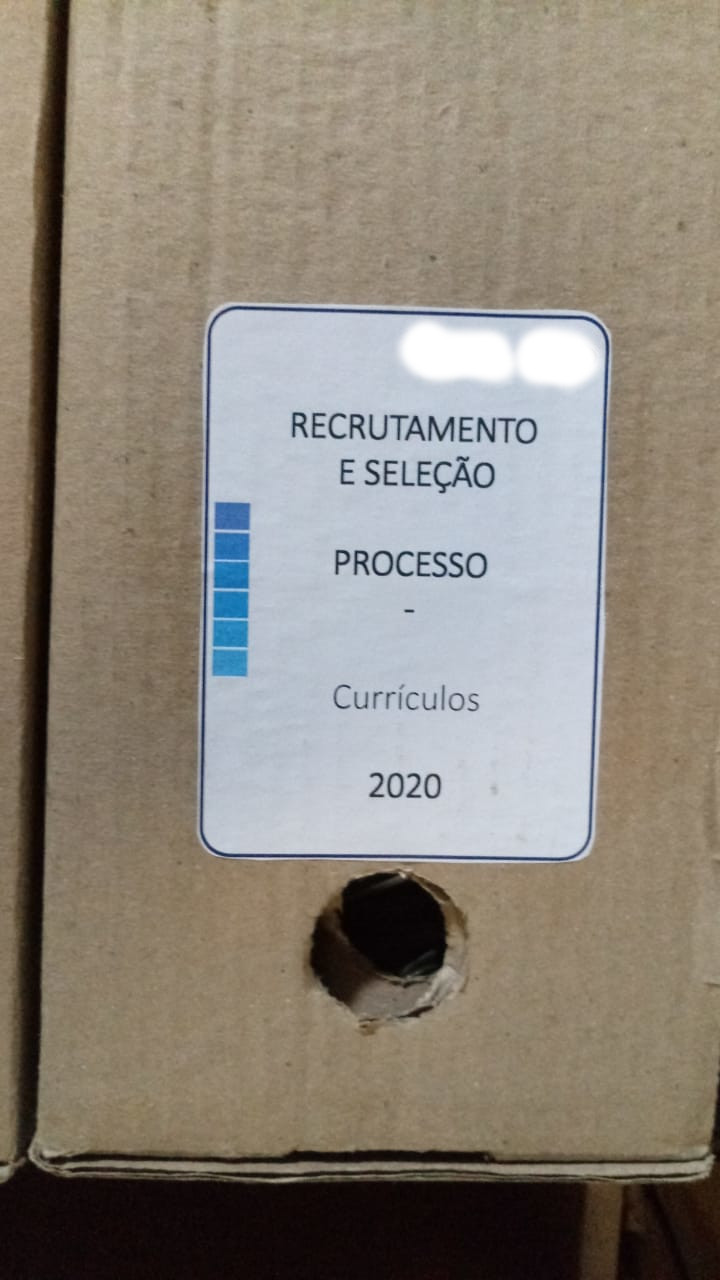 RECRUTAMENTO
E SELEÇÃO
PROCESSO
-
Currículos
2020